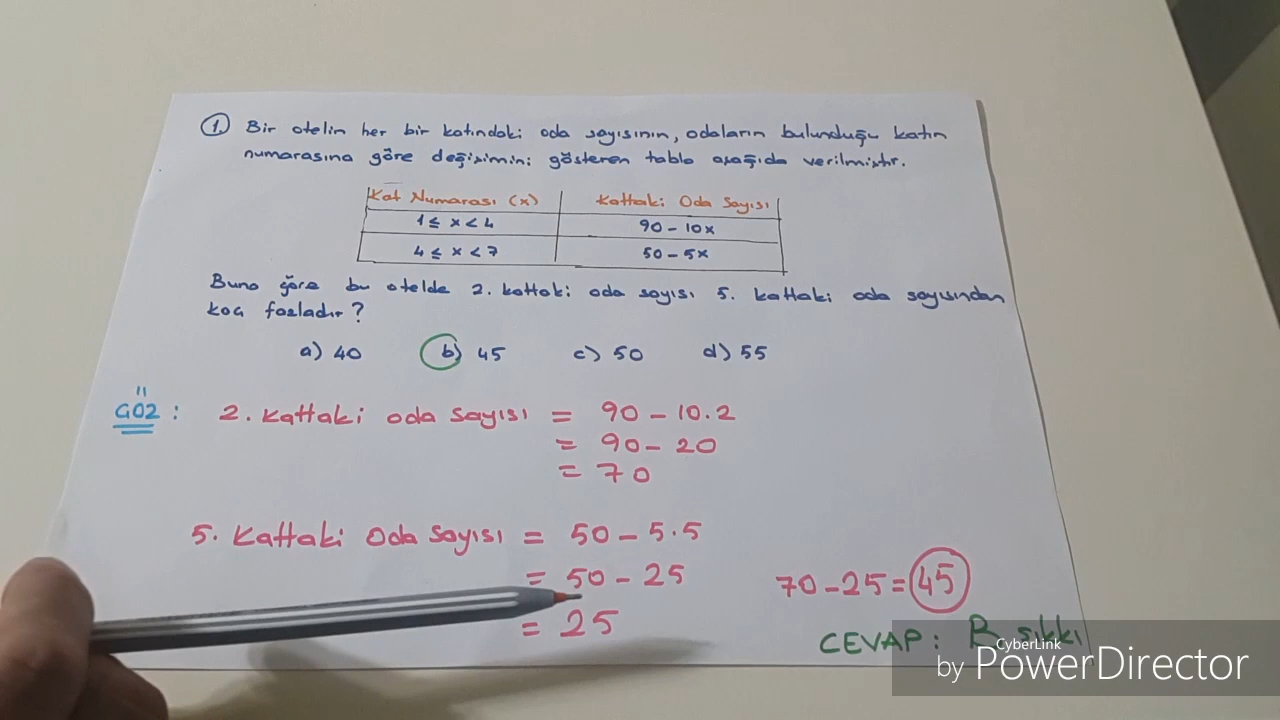 1. Bir otelin her bir katındaki oda sayısının, odaların bulunduğu katın
numarasına göre değişimini gösteren tablo aşağıda verilmiştir.
Kat Numarası (x) Kattaki Oda Sayısı
1 ≤ x < 4 90 - 10x
4 ≤ x < 7 50 - 5x
Buna göre bu otelde 2. kattaki oda sayısı 5. kattaki oda sayısından
kaç fazladır?
a) 40 b) 45 c) 50 d) 55
ÇÖZ : 2. Kattaki oda sayısı = 90 - 10.2
= 90 - 20
= 70
5. Kattaki Oda Sayısı = 50 - 5.5
= 50 - 25
= 25
70 - 25 = 45
CEVAP : B şıkkı
CyberLink
by PowerDirector